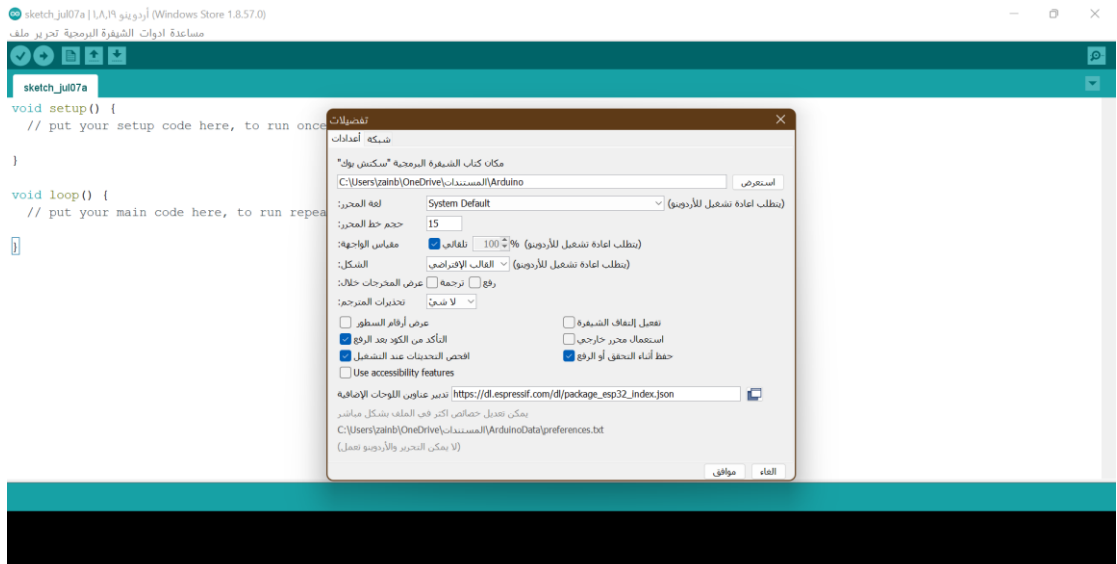 sketch_jul07a | أردوينو ١,٨,١٩ (Windows Store 1.8.57.0)
ملف تحرير الشيفرة البرمجية ادوات مساعدة
sketch_jul07a
void setup() {
// put your setup code here, to run once
}
void loop() {
// put your main code here, to run repea
}
تفضيلات
أعدادات شبكة
مكان كتاب الشيفرة البرمجية "سكتش بوك"
C:\Users\zainb\OneDrive\المستندات\Arduino استعرض
لغة المحرر: System Default (يتطلب اعادة تشغيل للأردوينو)
حجم خط المحرر: 15
مقياس الواجهة: تلقائي 100 % (يتطلب اعادة تشغيل للأردوينو)
الشكل: القالب الإفتراضي (يتطلب اعادة تشغيل للأردوينو)
عرض المخرجات خلال: ترجمة رفع
تحذيرات المترجم: لا شيئ
عرض أرقام السطور تفعيل إلتفاف الشيفرة
التأكد من الكود بعد الرفع استعمال محرر خارجي
افحص التحديثات عند التشغيل حفظ أثناء التحقق أو الرفع
Use accessibility features
تدبير عناوين اللوحات الإضافية https://dl.espressif.com/dl/package_esp32_index.json
يمكن تعديل خصائص اكثر في الملف بشكل مباشر
C:\Users\zainb\OneDrive\المستندات\ArduinoData\preferences.txt
(لا يمكن التحرير والأردوينو تعمل)
موافق الغاء